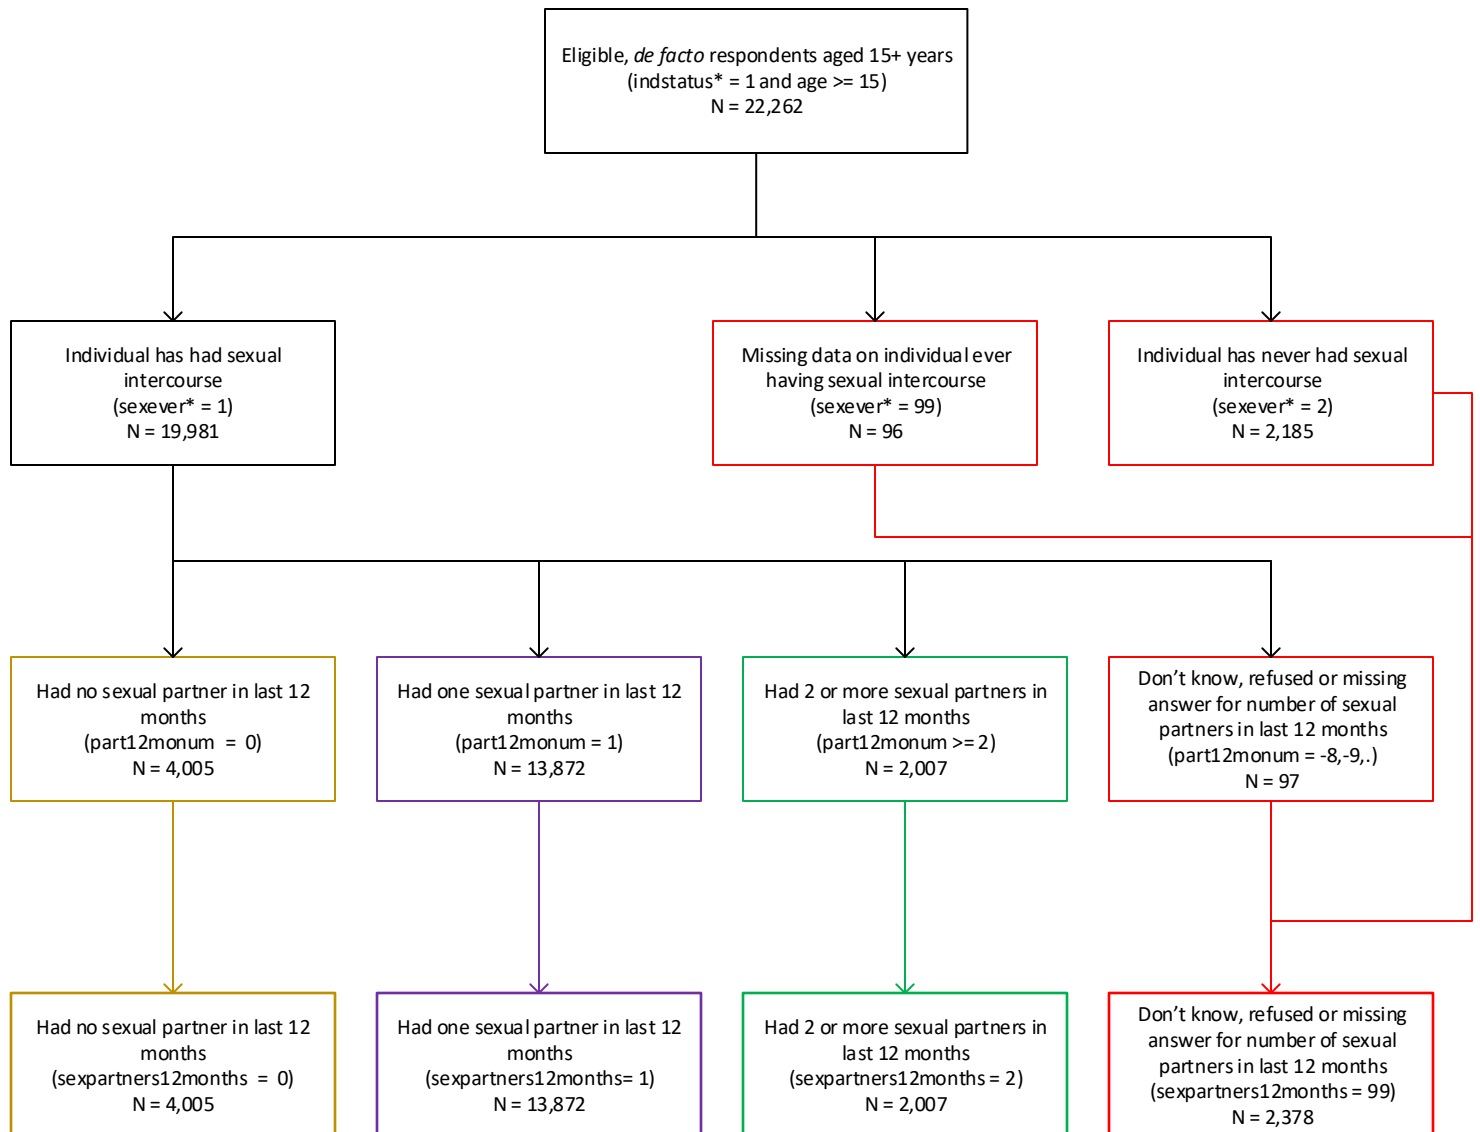 Eligible, de facto respondents aged 15+ years
(indstatus* = 1 and age >= 15)
N = 22,262
Individual has had sexual
intercourse
(sexever* = 1)
N = 19,981
Missing data on individual ever
having sexual intercourse
(sexever* = 99)
N = 96
Individual has never had sexual
intercourse
(sexever* = 2)
N = 2,185
Had no sexual partner in last 12
months
(part12monum = 0)
N = 4,005
Had one sexual partner in last 12
months
(part12monum = 1)
N = 13,872
Had 2 or more sexual partners in
last 12 months
(part12monum >= 2)
N = 2,007
Don't know, refused or missing
answer for number of sexual
partners in last 12 months
(part12monum = -8,-9,.)
N = 97
Had no sexual partner in last 12
months
(sexpartners12months = 0)
N = 4,005
Had one sexual partner in last 12
months
(sexpartners12months= 1)
N = 13,872
Had 2 or more sexual partners in
last 12 months
(sexpartners12months = 2)
N = 2,007
Don't know, refused or missing
answer for number of sexual
partners in last 12 months
(sexpartners12months = 99)
N = 2,378